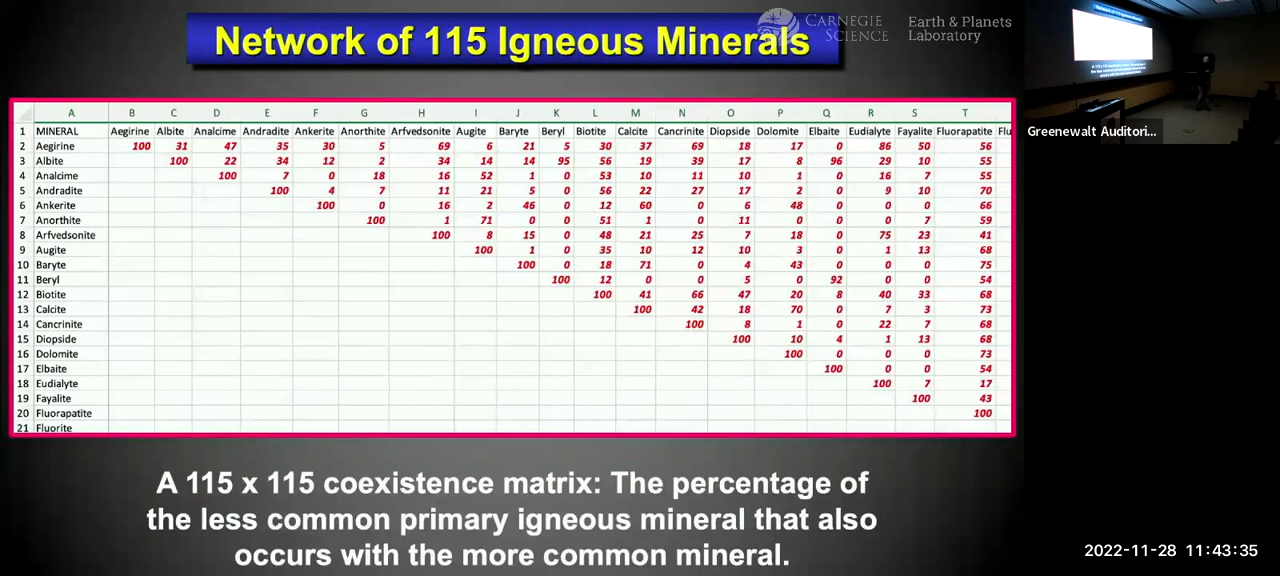 Network of 115 Igneous Minerals
CARNEGIE
SCIENCE
Earth & Planets
Laboratory
A B C D E F G H I J K L M N O P Q R S T
1 MINERAL Aegirine Albite Analcime Andradite Ankerite Anorthite Arfvedsonite Augite Baryte Beryl Biotite Calcite Cancrinite Diopside Dolomite Elbaite Eudialyte Fayalite Fluorapatite Flu
2 Aegirine 100 31 47 35 30 5 69 6 21 5 30 37 69 18 17 0 86 50 56
3 Albite 100 22 34 12 2 34 14 14 95 56 19 39 17 8 96 29 10 55
4 Analcime 100 7 0 18 16 52 1 0 53 10 11 10 1 0 16 7 55
5 Andradite 100 4 7 11 21 5 0 56 22 27 17 2 0 9 10 70
6 Ankerite 100 0 16 2 46 0 12 60 0 6 48 0 0 0 66
7 Anorthite 100 1 71 0 0 51 1 0 11 0 0 0 7 59
8 Arfvedsonite 100 8 15 0 48 21 25 7 18 0 75 23 41
9 Augite 100 1 0 35 10 12 10 3 0 1 13 68
10 Baryte 100 0 18 71 0 4 43 0 0 0 75
11 Beryl 100 12 0 0 5 0 92 0 0 54
12 Biotite 100 41 66 47 20 8 40 33 68
13 Calcite 100 42 18 70 0 7 3 73
14 Cancrinite 100 8 1 0 22 7 68
15 Diopside 100 10 4 1 13 68
16 Dolomite 100 0 0 0 73
17 Elbaite 100 0 0 54
18 Eudialyte 100 7 17
19 Fayalite 100 43
20 Fluorapatite 100
21 Fluorite
A 115 x 115 coexistence matrix: The percentage of
the less common primary igneous mineral that also
occurs with the more common mineral.
Greenewalt Auditori...
2022-11-28 11:43:35